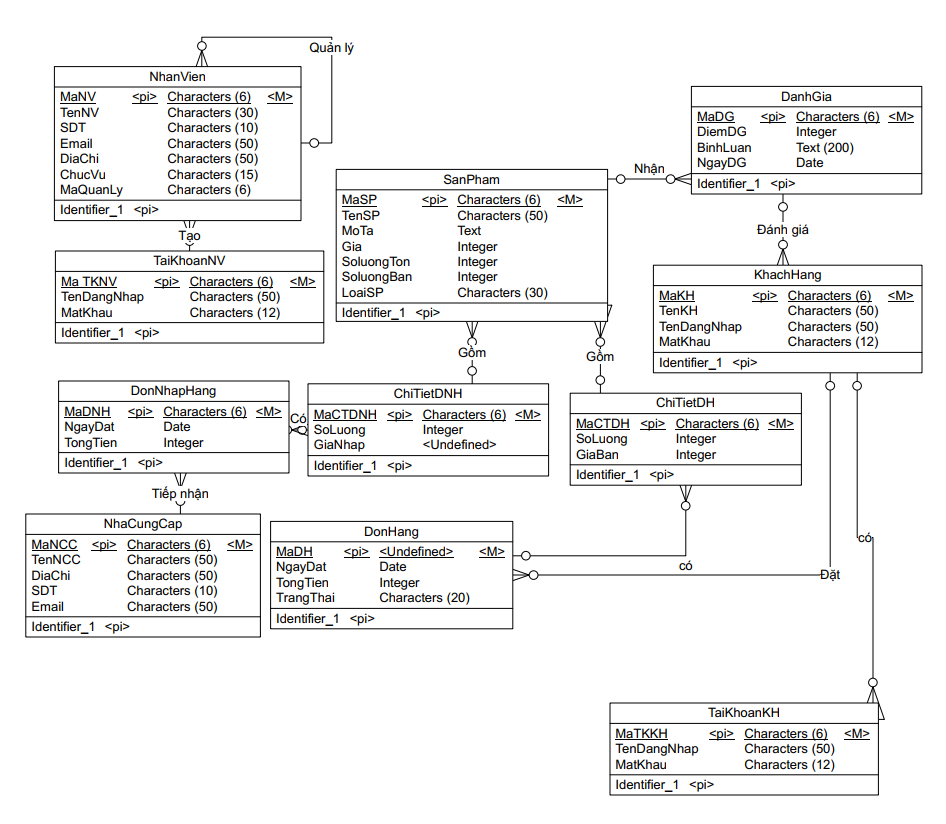 Quản lý
NhanVien
MaNV <pi> Characters (6) <M>
TenNV Characters (30)
SDT Characters (10)
Email Characters (50)
DiaChi Characters (50)
ChucVu Characters (15)
MaQuanLy Characters (6)
Identifier_1 <pi>
Tạo
TaiKhoanNV
Ma TKNV <pi> Characters (6) <M>
TenDangNhap Characters (50)
MatKhau Characters (12)
Identifier_1 <pi>
SanPham
MaSP <pi> Characters (6) <M>
TenSP Characters (50)
MoTa Text
Gia Integer
SoluongTon Integer
SoluongBan Integer
LoaiSP Characters (30)
Identifier_1 <pi>
Nhận
DanhGia
MaDG <pi> Characters (6) <M>
DiemDG Integer
BinhLuan Text (200)
NgayDG Date
Identifier_1 <pi>
Đánh giá
KhachHang
MaKH <pi> Characters (6) <M>
TenKH Characters (50)
TenDangNhap Characters (50)
MatKhau Characters (12)
Identifier_1 <pi>
Gồm
Gồm
DonNhapHang
MaDNH <pi> Characters (6) <M>
NgayDat Date
TongTien Integer
Identifier_1 <pi>
Có
ChiTietDNH
MaCTDNH <pi> Characters (6) <M>
SoLuong Integer
GiaNhap <Undefined>
Identifier_1 <pi>
ChiTietDH
MaCTDH <pi> Characters (6) <M>
SoLuong Integer
GiaBan Integer
Identifier_1 <pi>
Tiếp nhận
NhaCungCap
MaNCC <pi> Characters (6) <M>
TenNCC Characters (50)
DiaChi Characters (50)
SDT Characters (10)
Email Characters (50)
Identifier_1 <pi>
DonHang
MaDH <pi> <Undefined> <M>
NgayDat Date
TongTien Integer
TrangThai Characters (20)
Identifier_1 <pi>
có
Đặt
có
TaiKhoanKH
MaTKKH <pi> Characters (6) <M>
TenDangNhap Characters (50)
MatKhau Characters (12)
Identifier_1 <pi>